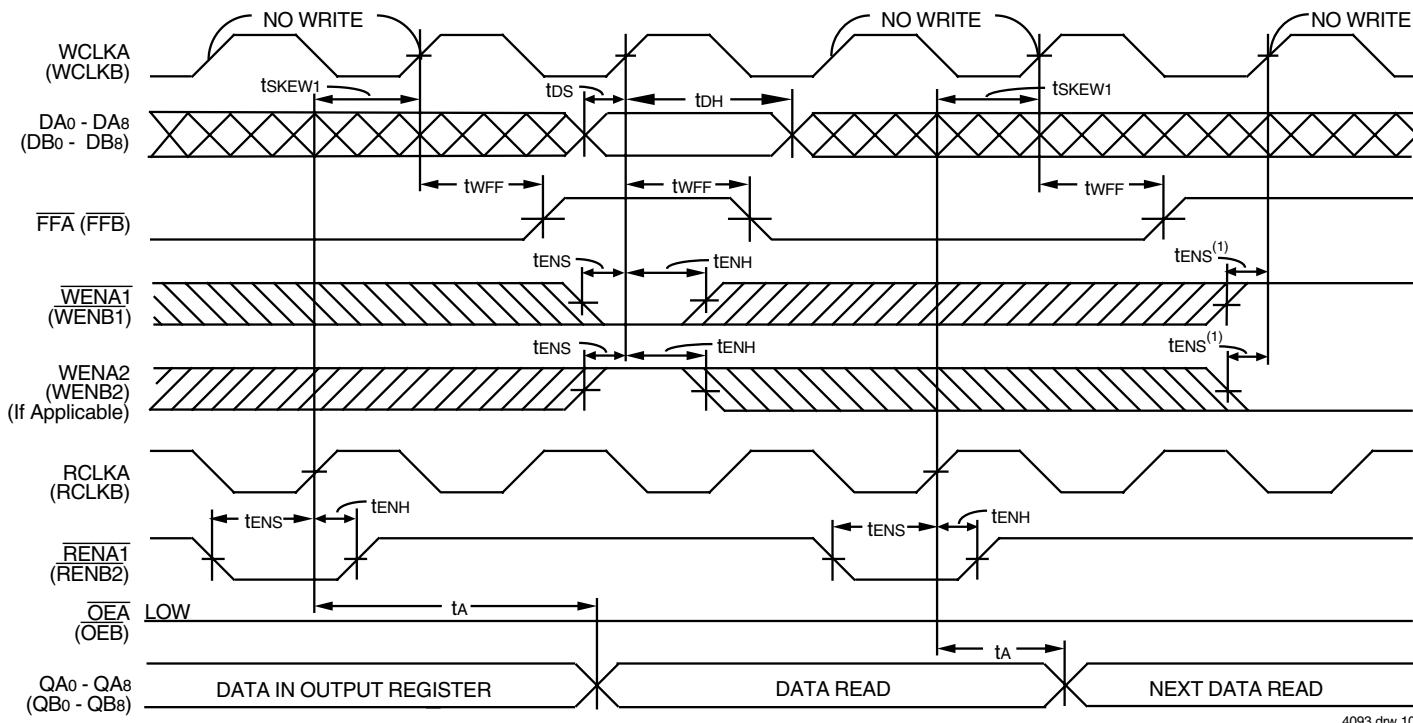 NO WRITE
NO WRITE
NO WRITE
WCLKA
(WCLKB)
tSKEW1
tDS
tDH
tSKEW1
DA0 - DA8
(DB0 - DB8)
tWFF
tWFF
tWFF
FFA (FFB)
tENS
tENH
tENS(1)
WENA1
(WENB1)
tENS
tENH
tENS(1)
WENA2
(WENB2)
(If Applicable)
RCLKA
(RCLKB)
tENS
tENH
tENS
tENH
RENA1
(RENB2)
tA
OEA LOW
(OEB)
tA
QA0 - QA8
(QB0 - QB8)
DATA IN OUTPUT REGISTER
DATA READ
NEXT DATA READ
4093 drw 10